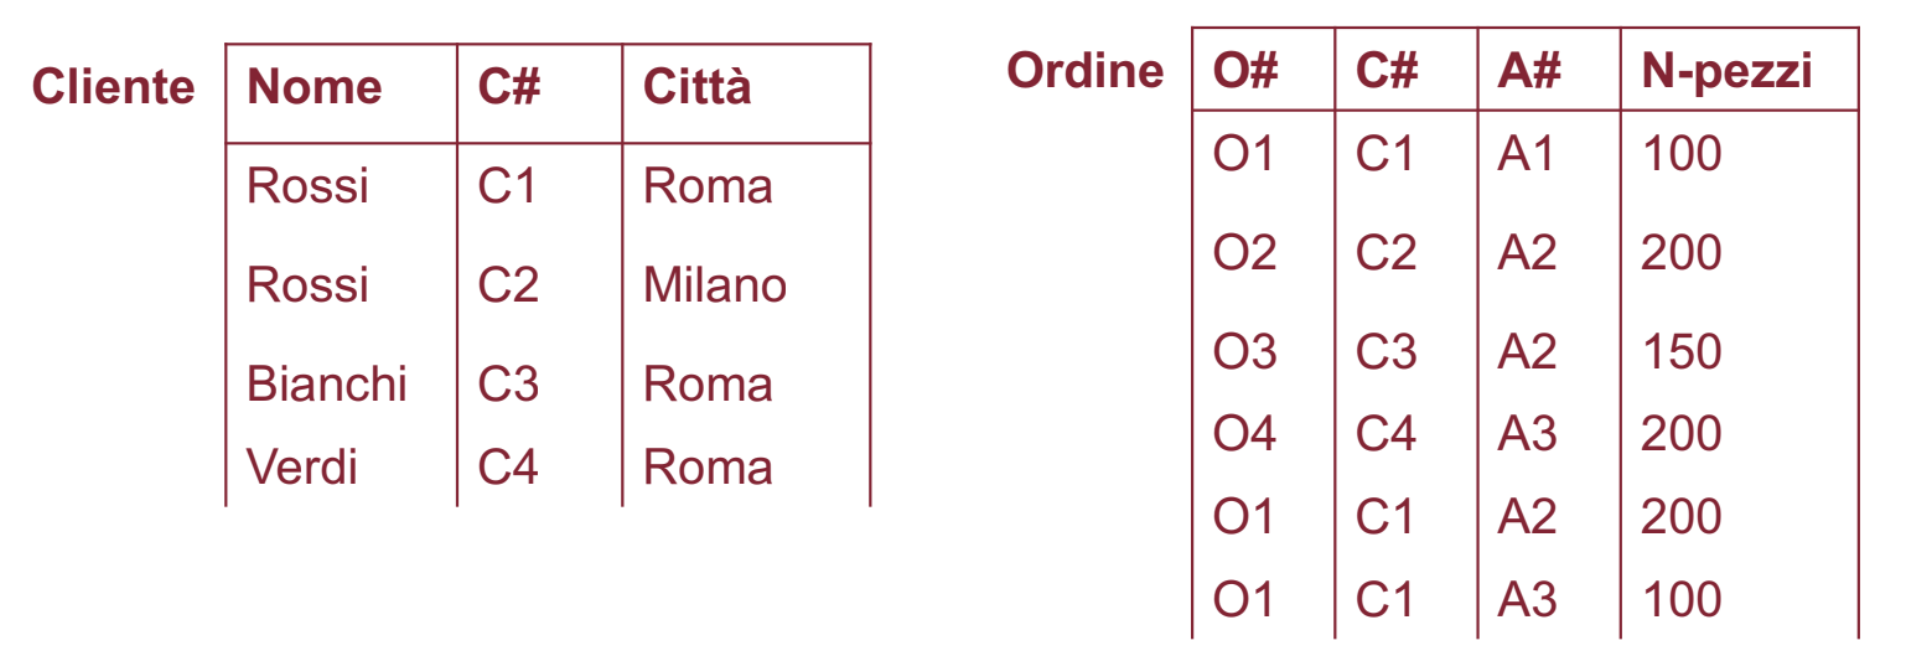 Cliente Nome C# Città
Rossi C1 Roma
Rossi C2 Milano
Bianchi C3 Roma
Verdi C4 Roma
Ordine O# C# A# N-pezzi
O1 C1 A1 100
O2 C2 A2 200
O3 C3 A2 150
O4 C4 A3 200
O1 C1 A2 200
O1 C1 A3 100